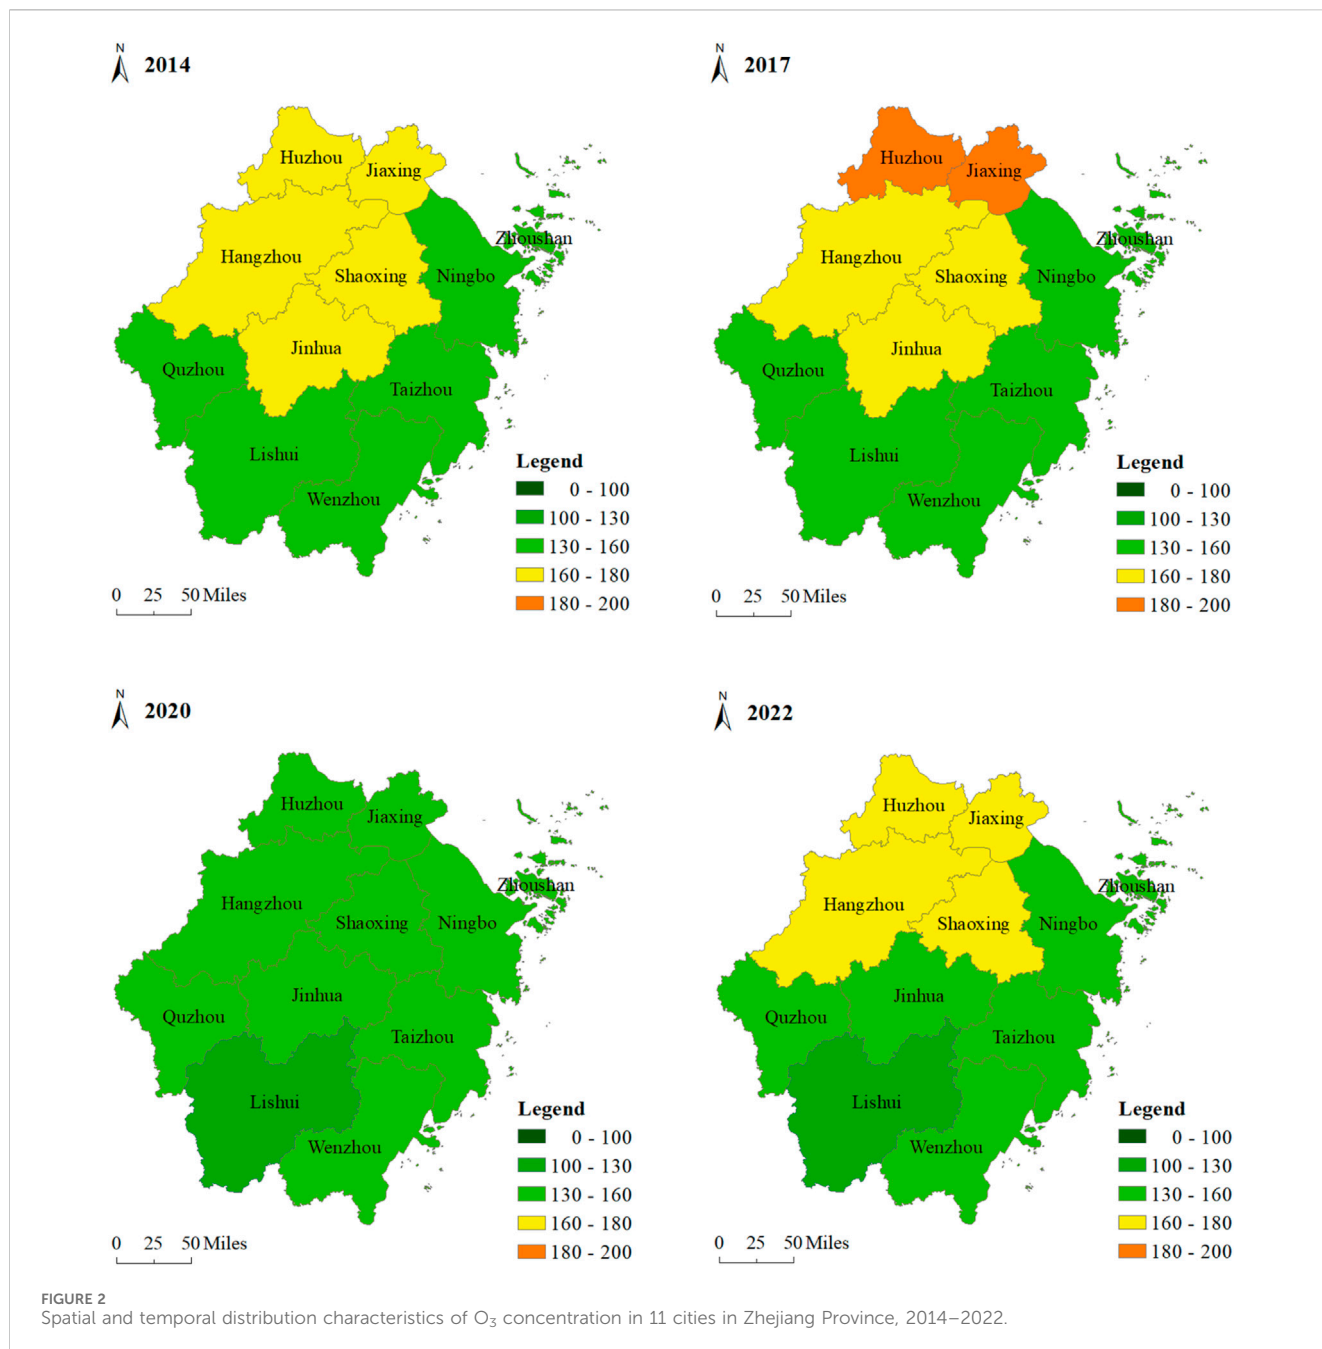 N
2014
Huzhou
Jiaxing
Hangzhou
Shaoxing
Zhoushan
Ningbo
Jinhua
Quzhou
Taizhou
Lishui
Wenzhou
Legend
0 - 100
100 - 130
130 - 160
160 - 180
180 - 200
0 25 50 Miles
N
2017
Huzhou
Jiaxing
Hangzhou
Shaoxing
Zhoushan
Ningbo
Jinhua
Quzhou
Taizhou
Lishui
Wenzhou
Legend
0 - 100
100 - 130
130 - 160
160 - 180
180 - 200
0 25 50 Miles
N
2020
Huzhou
Jiaxing
Hangzhou
Shaoxing
Zhoushan
Ningbo
Jinhua
Quzhou
Taizhou
Lishui
Wenzhou
Legend
0 - 100
100 - 130
130 - 160
160 - 180
180 - 200
0 25 50 Miles
N
2022
Huzhou
Jiaxing
Hangzhou
Shaoxing
Zhoushan
Ningbo
Jinhua
Quzhou
Taizhou
Lishui
Wenzhou
Legend
0 - 100
100 - 130
130 - 160
160 - 180
180 - 200
0 25 50 Miles
FIGURE 2
Spatial and temporal distribution characteristics of O₃ concentration in 11 cities in Zhejiang Province, 2014–2022.